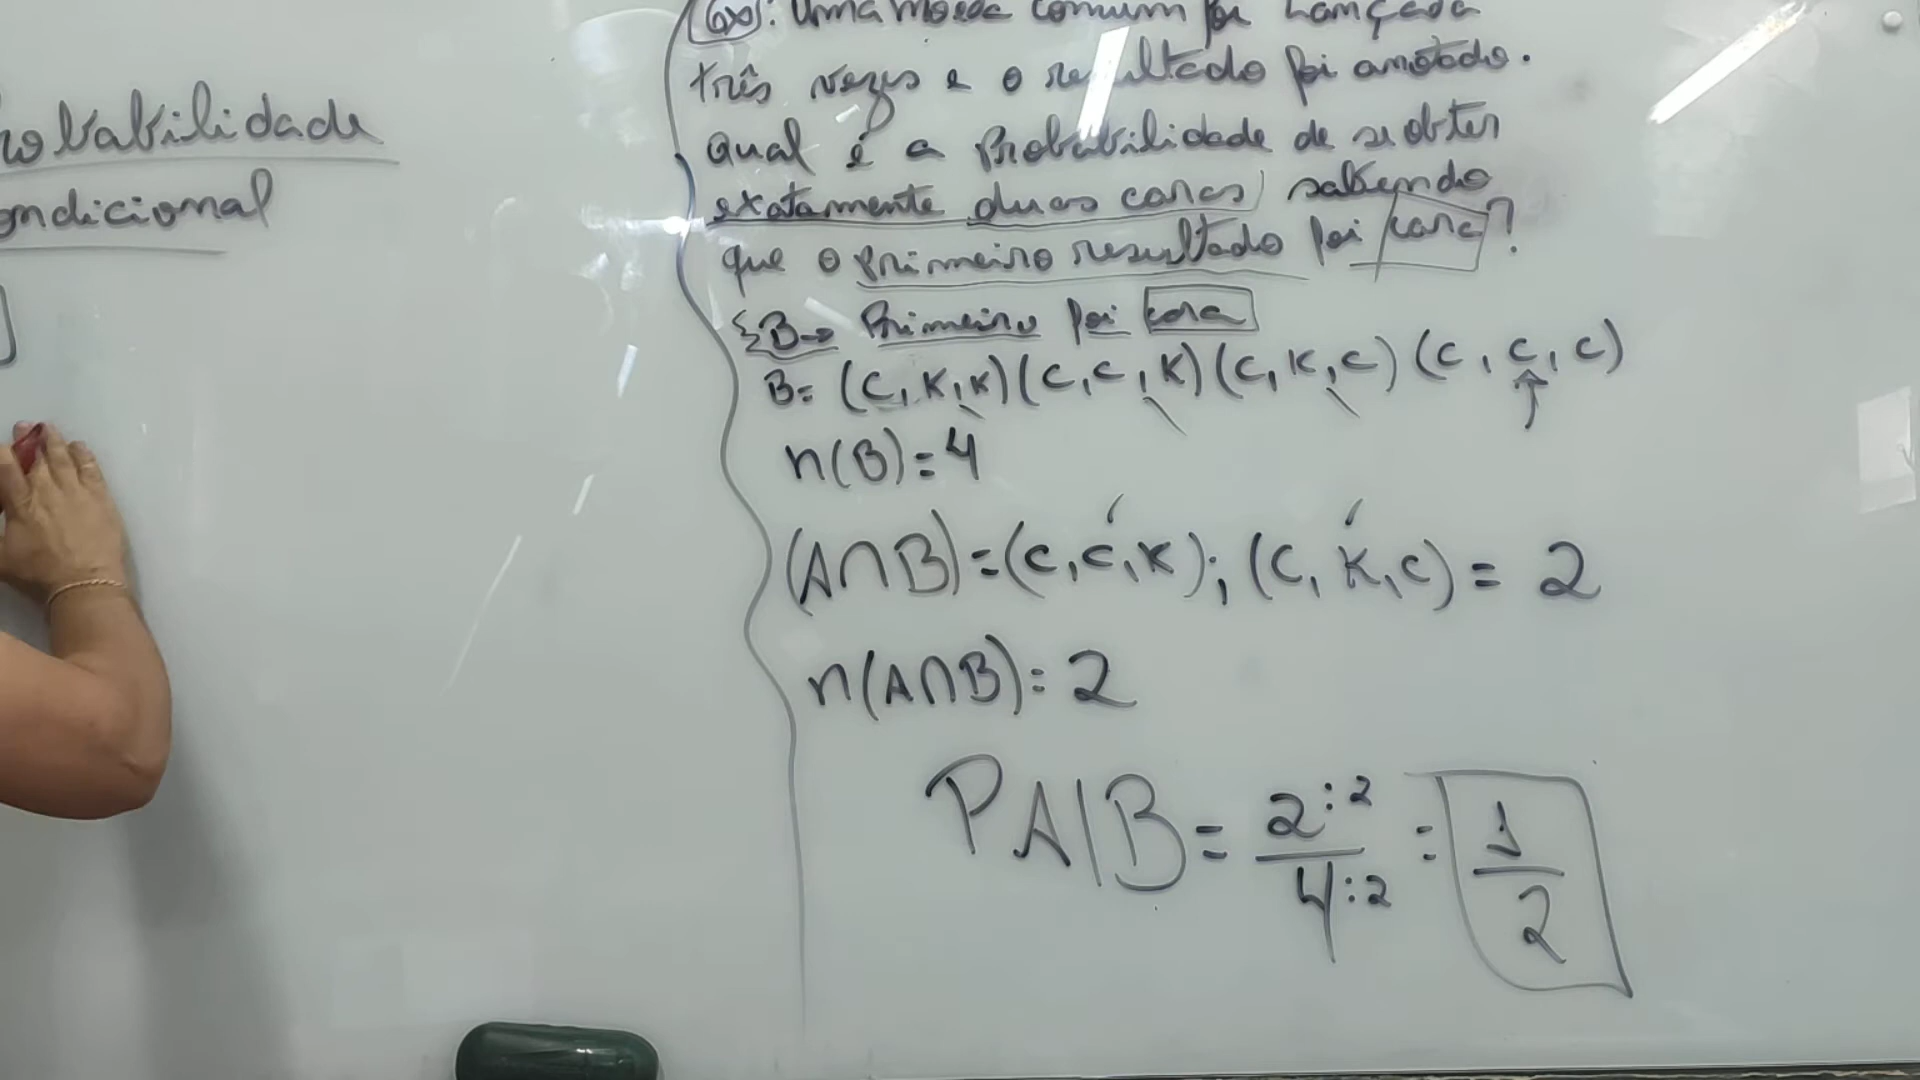 robabilidade
ondicional
Ex: Uma moeda comum foi lançada
três vezes e o resultado foi anotado.
Qual é a Probabilidade de se obter
exatamente duas caras sabendo
que o primeiro resultado foi cara?
B→ Primeiro foi cara
B= (C, K, K) (C, C, K) (C, K, C) (C, C, C)
n(B)=4
(A∩B)=(C, C, K); (C, K, C) = 2
n(A∩B)=2
PA|B = 2:2/4:2 = 1/2